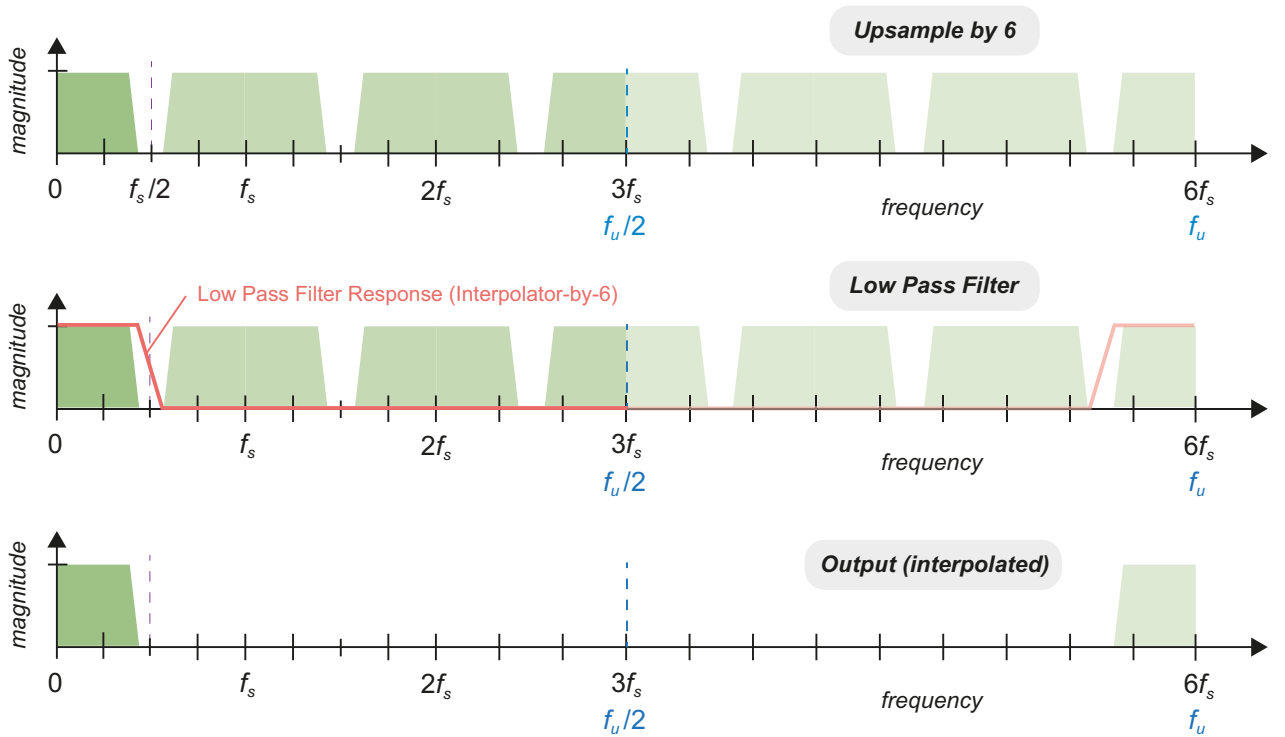 Upsample by 6
magnitude
0 fₛ/2 fₛ 2fₛ 3fₛ 6fₛ
frequency
fᵤ/2 fᵤ
Low Pass Filter
Low Pass Filter Response (Interpolator-by-6)
magnitude
0 fₛ 2fₛ 3fₛ 6fₛ
frequency
fᵤ/2 fᵤ
Output (interpolated)
magnitude
0 fₛ 2fₛ 3fₛ 6fₛ
frequency
fᵤ/2 fᵤ